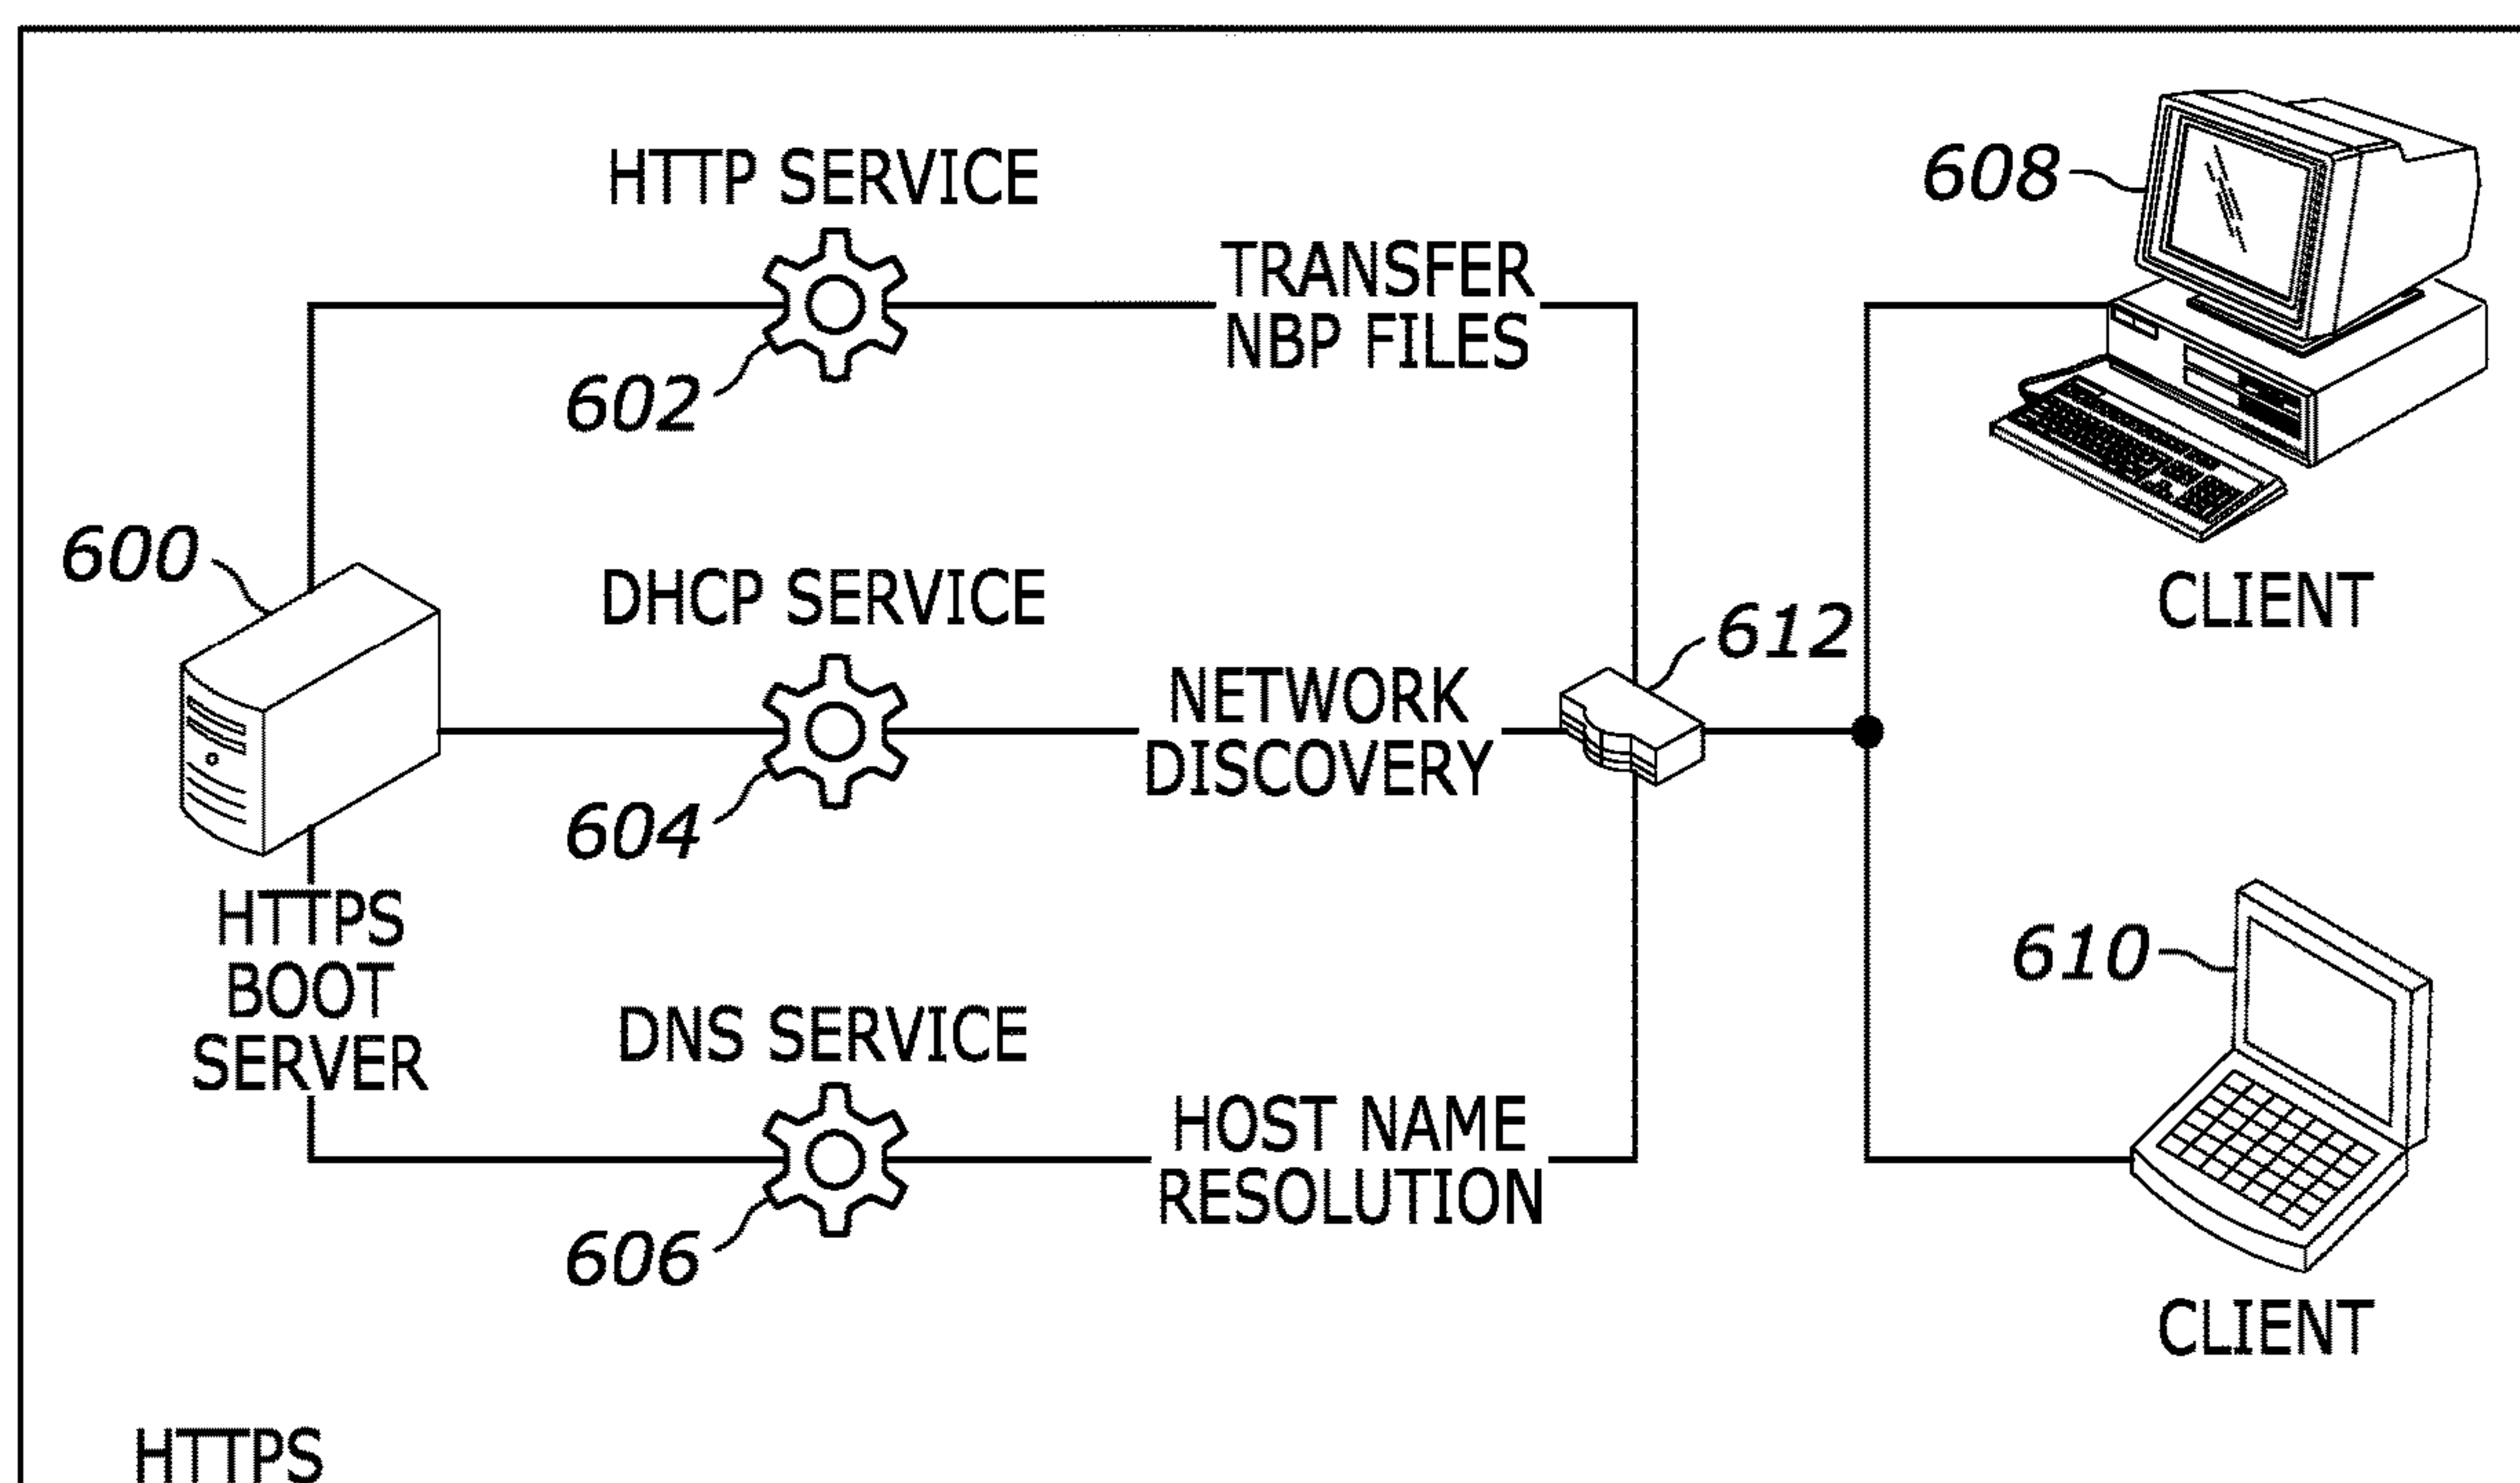 HTTP SERVICE
602
TRANSFER
NBP FILES
608
CLIENT
600
HTTPS
BOOT
SERVER
DHCP SERVICE
604
NETWORK
DISCOVERY
612
DNS SERVICE
606
HOST NAME
RESOLUTION
610
CLIENT
HTTPS